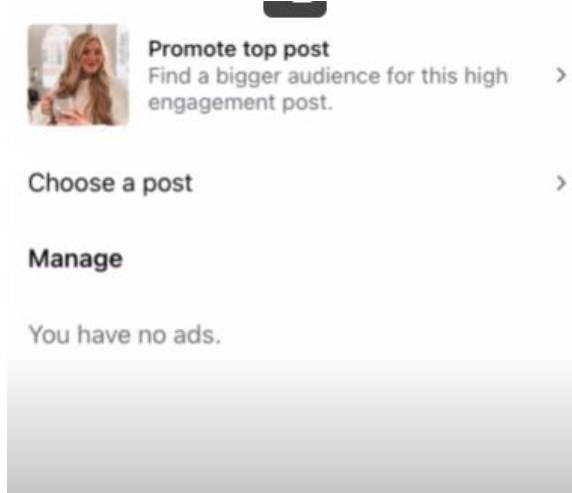 Promote top post
Find a bigger audience for this high
engagement post.
Choose a post
Manage
You have no ads.